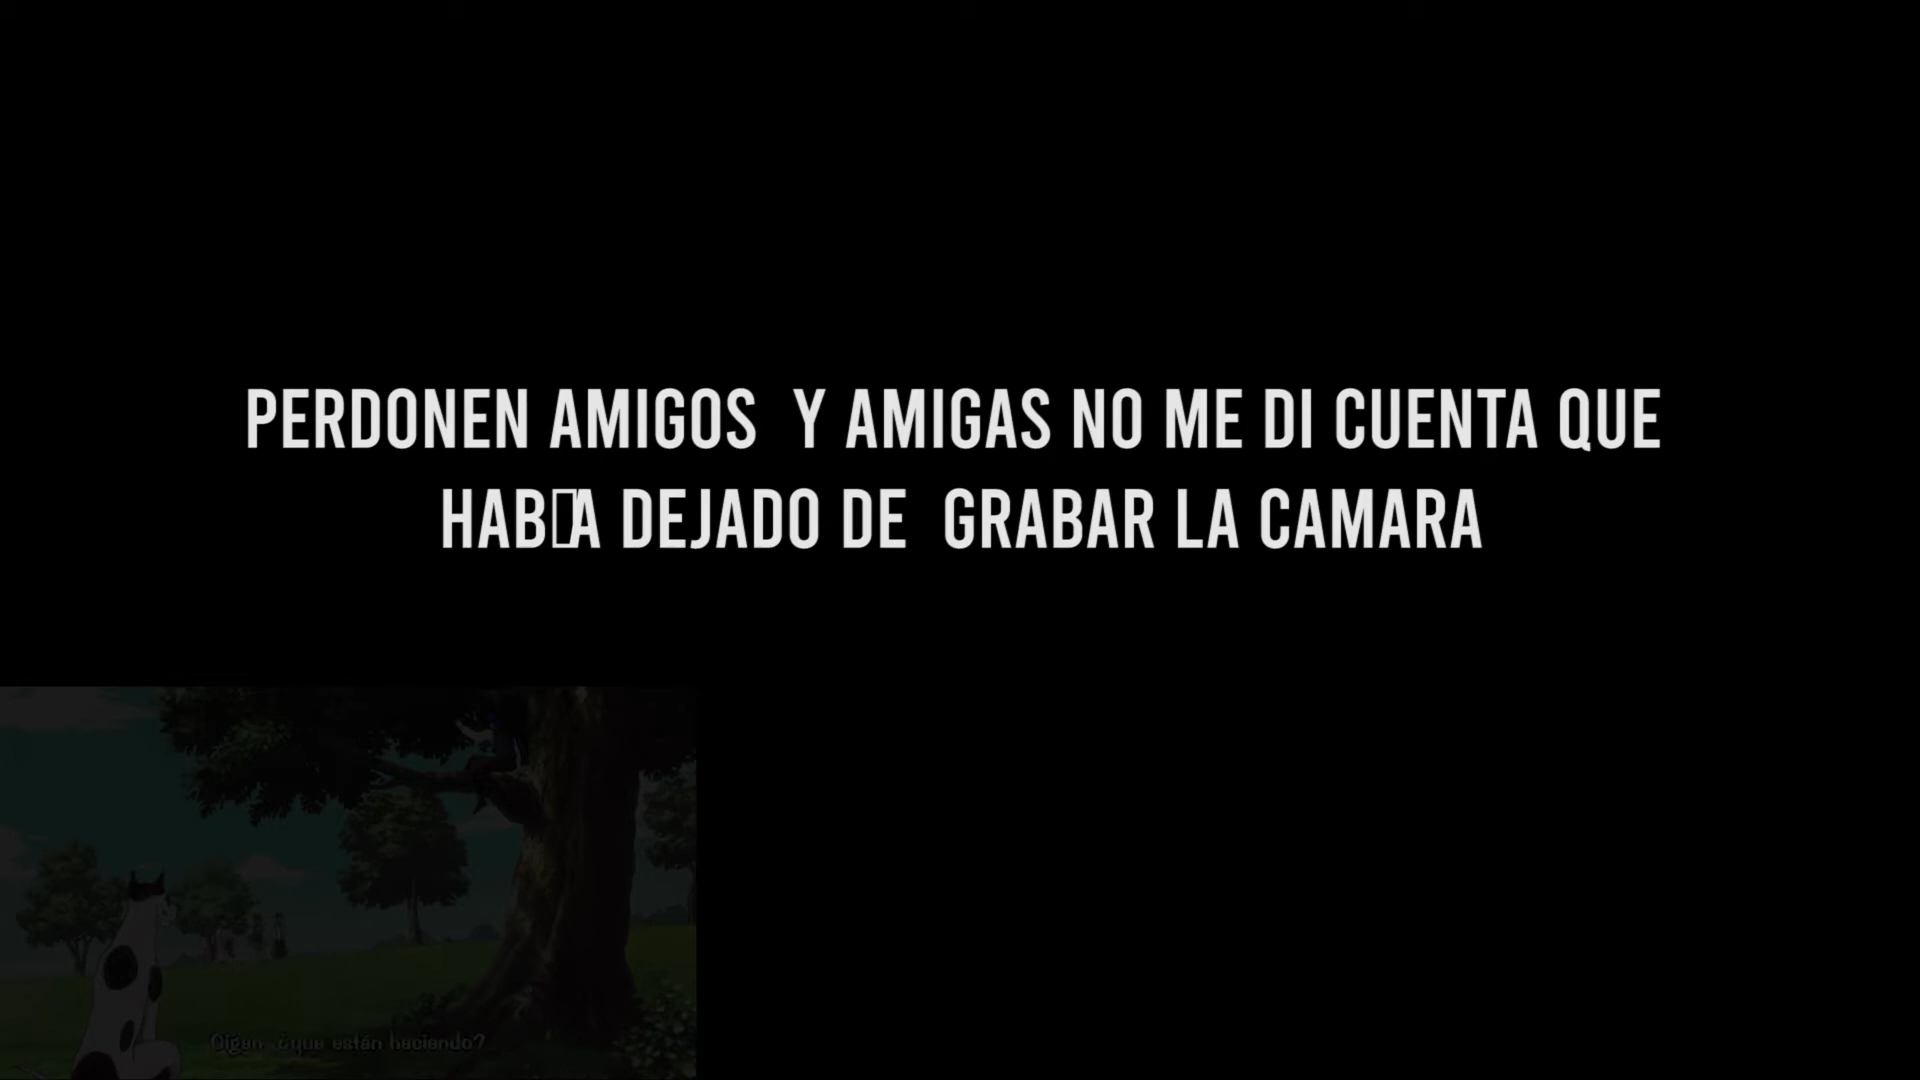 PERDONEN AMIGOS  Y AMIGAS NO ME DI CUENTA QUE
HAB▯A DEJADO DE  GRABAR LA CAMARA
Oigan ¿que están haciendo?